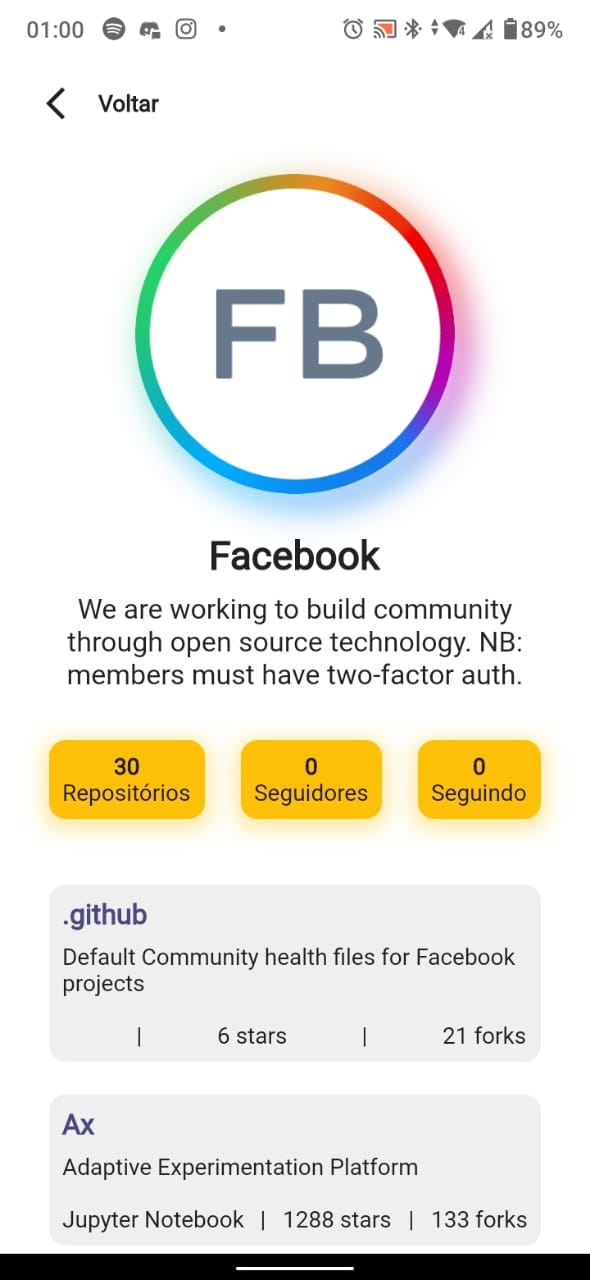 01:00
4
89%
Voltar
FB
Facebook
We are working to build community
through open source technology. NB:
members must have two-factor auth.
30
Repositórios
0
Seguidores
0
Seguindo
.github
Default Community health files for Facebook
projects
| 6 stars | 21 forks
Ax
Adaptive Experimentation Platform
Jupyter Notebook | 1288 stars | 133 forks